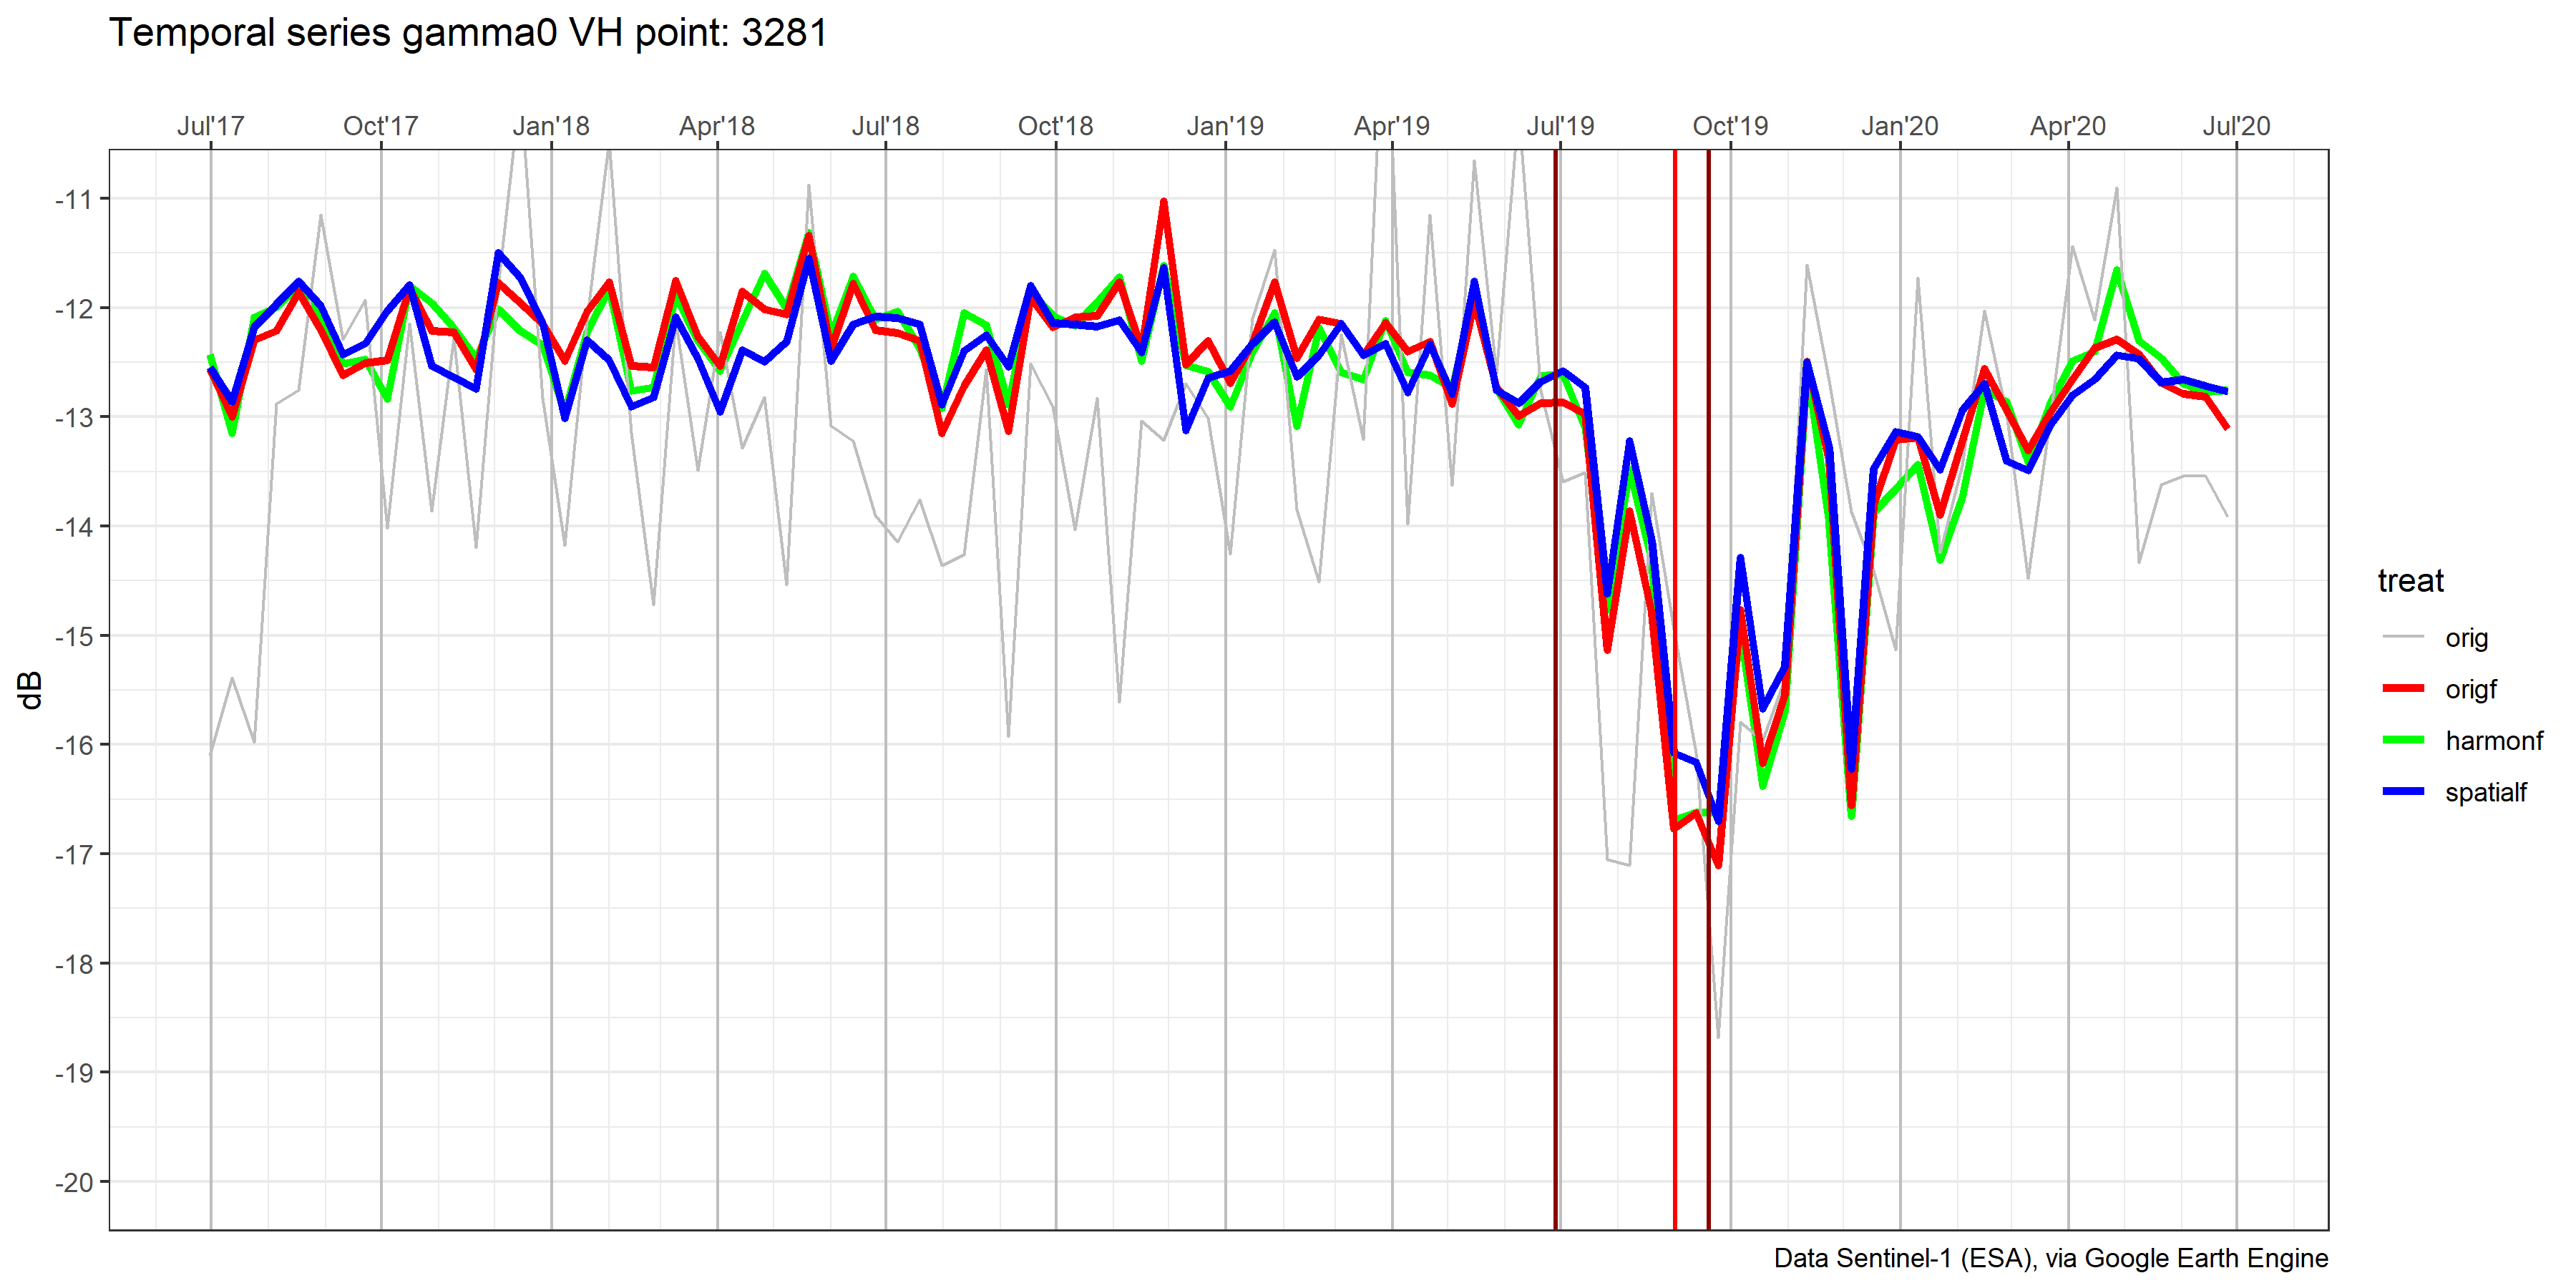 Temporal series gamma0 VH point: 3281
Jul'17 Oct'17 Jan'18 Apr'18 Jul'18 Oct'18 Jan'19 Apr'19 Jul'19 Oct'19 Jan'20 Apr'20 Jul'20
-11
-12
-13
-14
-15
-16
-17
-18
-19
-20
dB
treat
orig
origf
harmonf
spatialf
Data Sentinel-1 (ESA), via Google Earth Engine